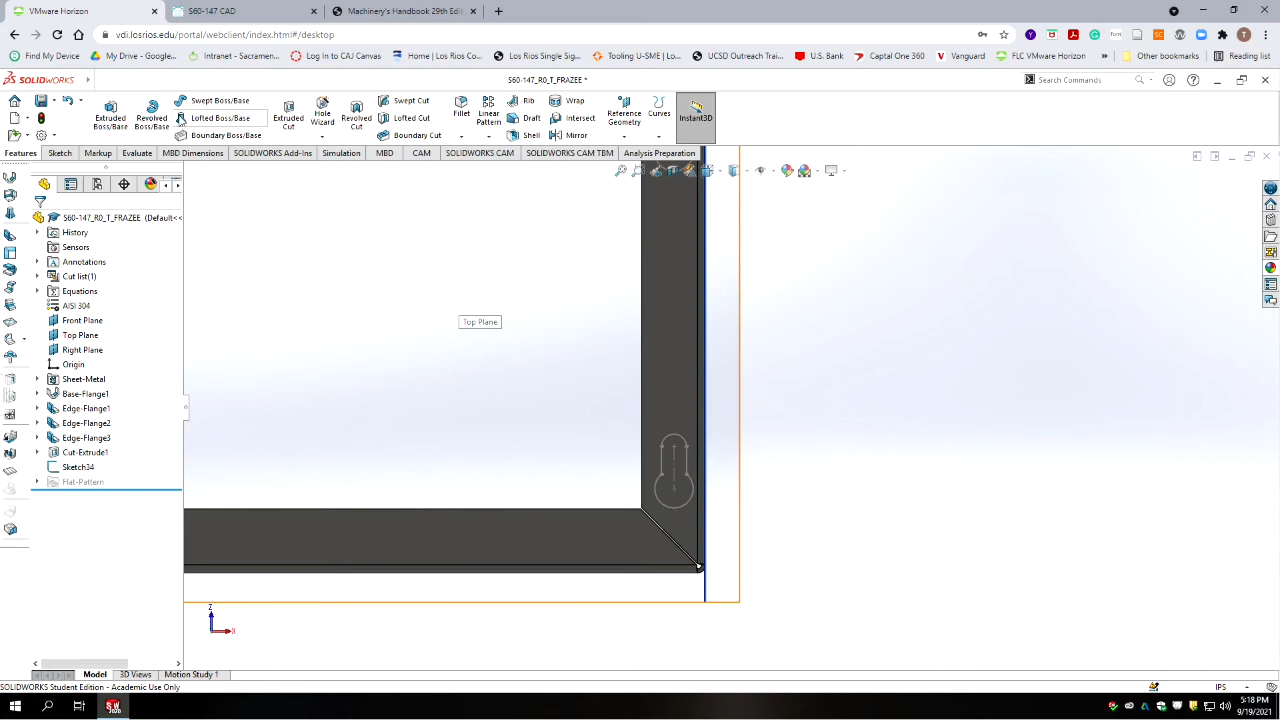 VMware Horizon
S60-147 CAD
Machinery's Handbook 29th Edit
vdi.losrios.edu/portal/webclient/index.html#/desktop
T
Find My Device
My Drive - Google...
Intranet - Sacramen...
Log In to CAJ Canvas
Home | Los Rios Co...
Los Rios Single Sig...
Tooling U-SME | Lo...
UCSD Outreach Trai...
U.S. Bank
Captal One 360
Vanguard
FLC VMware Horizon
Other bookmarks
Reading list
SOLIDWORKS
S60-147_R0_T_FRAZEE *
Search Commands
Extruded Boss/Base
Revolved Boss/Base
Swept Boss/Base
Lofted Boss/Base
Boundary Boss/Base
Extruded Cut
Hole Wizard
Revolved Cut
Swept Cut
Lofted Cut
Boundary Cut
Fillet
Linear Pattern
Rib
Draft
Shell
Wrap
Intersect
Mirror
Reference Geometry
Curves
Instant3D
Features
Sketch
Markup
Evaluate
MBD Dimensions
SOLIDWORKS Add-Ins
Simulation
MBD
CAM
SOLIDWORKS CAM
SOLIDWORKS CAM TBM
Analysis Preparation
S60-147_R0_T_FRAZEE (Default<<
History
Sensors
Annotations
Cut list(1)
Equations
AISI 304
Front Plane
Top Plane
Right Plane
Origin
Sheet-Metal
Base-Flange1
Edge-Flange1
Edge-Flange2
Edge-Flange3
Cut-Extrude1
Sketch34
Flat-Pattern
Top Plane
Z
X
Model
3D Views
Motion Study 1
SOLIDWORKS Student Edition - Academic Use Only
IPS
5:18 PM
9/19/2021